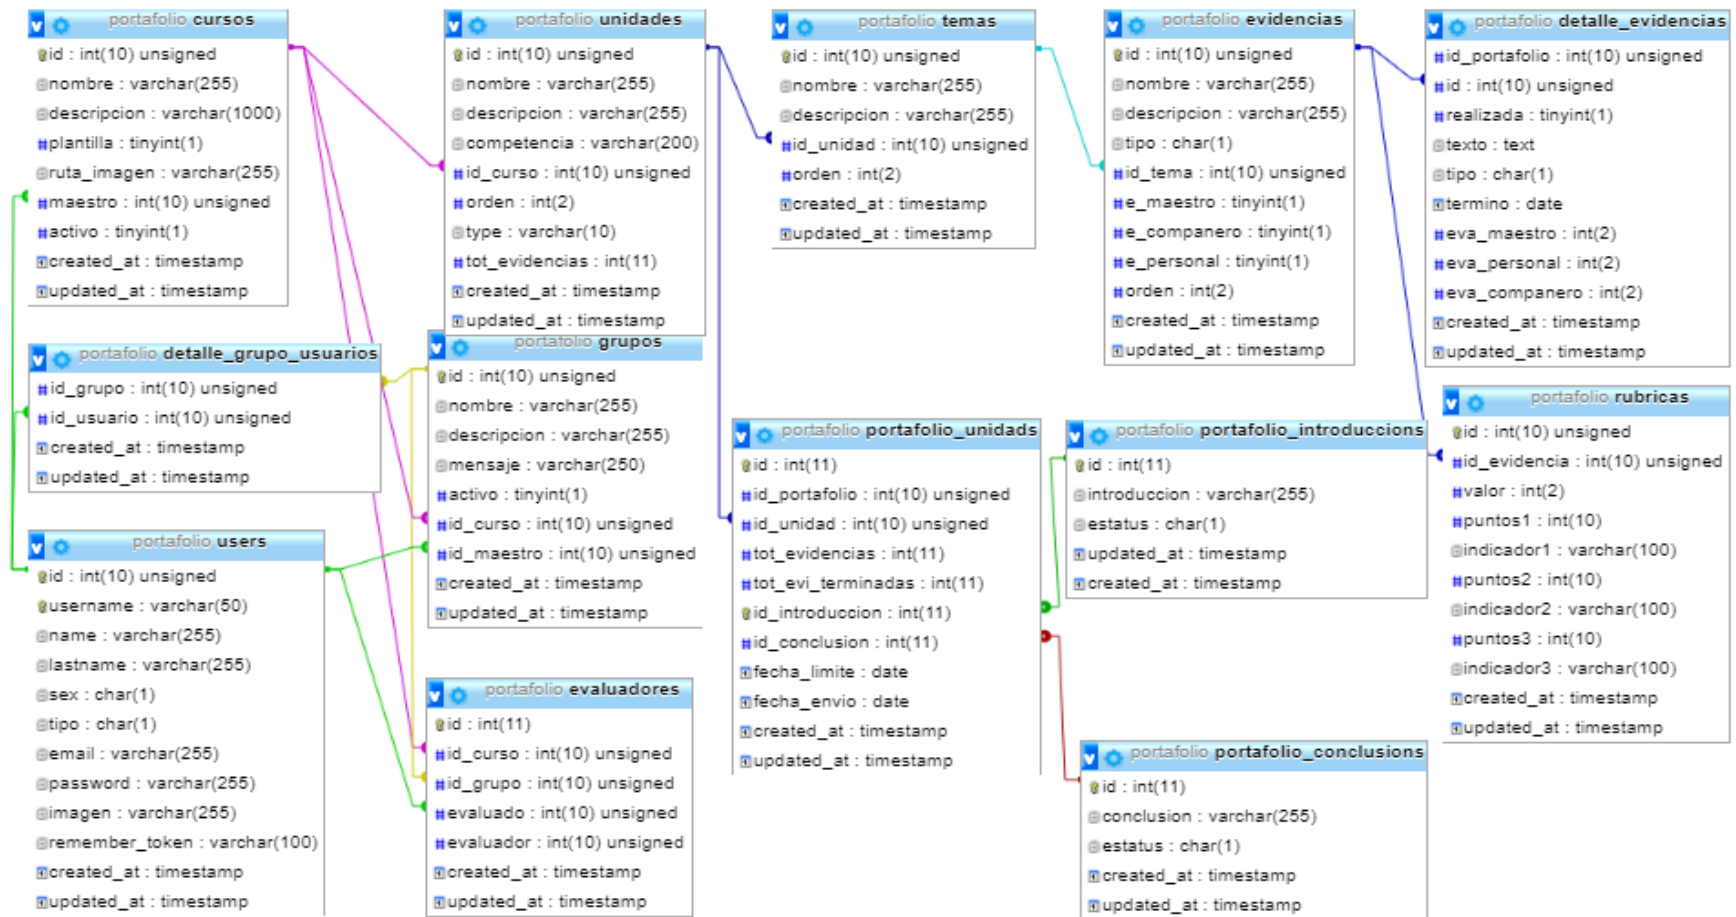 portafolio cursos
id : int(10) unsigned
nombre : varchar(255)
descripcion : varchar(1000)
plantilla : tinyint(1)
ruta_imagen : varchar(255)
maestro : int(10) unsigned
activo : tinyint(1)
created_at : timestamp
updated_at : timestamp
portafolio unidades
id : int(10) unsigned
nombre : varchar(255)
descripcion : varchar(255)
competencia : varchar(200)
id_curso : int(10) unsigned
orden : int(2)
type : varchar(10)
tot_evidencias : int(11)
created_at : timestamp
updated_at : timestamp
portafolio temas
id : int(10) unsigned
nombre : varchar(255)
descripcion : varchar(255)
id_unidad : int(10) unsigned
orden : int(2)
created_at : timestamp
updated_at : timestamp
portafolio evidencias
id : int(10) unsigned
nombre : varchar(255)
descripcion : varchar(255)
tipo : char(1)
id_tema : int(10) unsigned
e_maestro : tinyint(1)
e_companero : tinyint(1)
e_personal : tinyint(1)
orden : int(2)
created_at : timestamp
updated_at : timestamp
portafolio detalle_evidencias
id_portafolio : int(10) unsigned
id : int(10) unsigned
realizada : tinyint(1)
texto : text
tipo : char(1)
termino : date
eva_maestro : int(2)
eva_personal : int(2)
eva_companero : int(2)
created_at : timestamp
updated_at : timestamp
portafolio detalle_grupo_usuarios
id_grupo : int(10) unsigned
id_usuario : int(10) unsigned
created_at : timestamp
updated_at : timestamp
portafolio grupos
id : int(10) unsigned
nombre : varchar(255)
descripcion : varchar(255)
mensaje : varchar(250)
activo : tinyint(1)
id_curso : int(10) unsigned
id_maestro : int(10) unsigned
created_at : timestamp
updated_at : timestamp
portafolio portafolio_unidads
id : int(11)
id_portafolio : int(10) unsigned
id_unidad : int(10) unsigned
tot_evidencias : int(11)
tot_evi_terminadas : int(11)
id_introduccion : int(11)
id_conclusion : int(11)
fecha_limite : date
fecha_envio : date
created_at : timestamp
updated_at : timestamp
portafolio portafolio_introduccions
id : int(11)
introduccion : varchar(255)
estatus : char(1)
updated_at : timestamp
created_at : timestamp
portafolio rubricas
id : int(10) unsigned
id_evidencia : int(10) unsigned
valor : int(2)
puntos1 : int(10)
indicador1 : varchar(100)
puntos2 : int(10)
indicador2 : varchar(100)
puntos3 : int(10)
indicador3 : varchar(100)
created_at : timestamp
updated_at : timestamp
portafolio users
id : int(10) unsigned
username : varchar(50)
name : varchar(255)
lastname : varchar(255)
sex : char(1)
tipo : char(1)
email : varchar(255)
password : varchar(255)
imagen : varchar(255)
remember_token : varchar(100)
created_at : timestamp
updated_at : timestamp
portafolio evaluadores
id : int(11)
id_curso : int(10) unsigned
id_grupo : int(10) unsigned
evaluado : int(10) unsigned
evaluador : int(10) unsigned
created_at : timestamp
updated_at : timestamp
portafolio portafolio_conclusions
id : int(11)
conclusion : varchar(255)
estatus : char(1)
created_at : timestamp
updated_at : timestamp